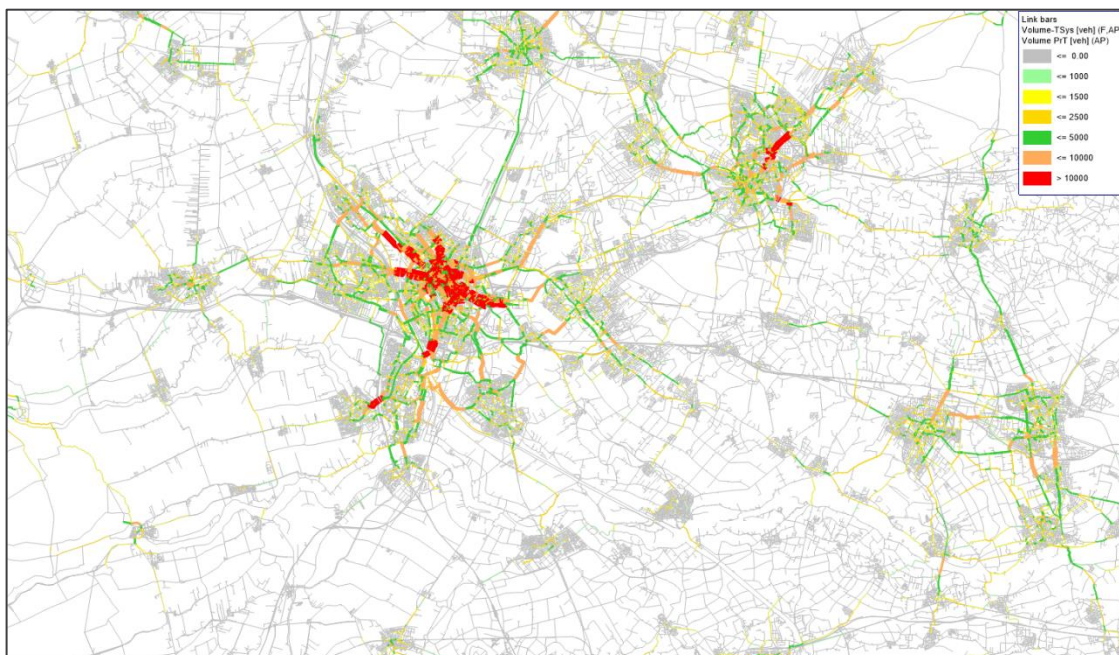 Link bars
Volume-TSys [veh] (F,AP
Volume PrT [veh] (AP)
<= 0.00
<= 1000
<= 1500
<= 2500
<= 5000
<= 10000
> 10000